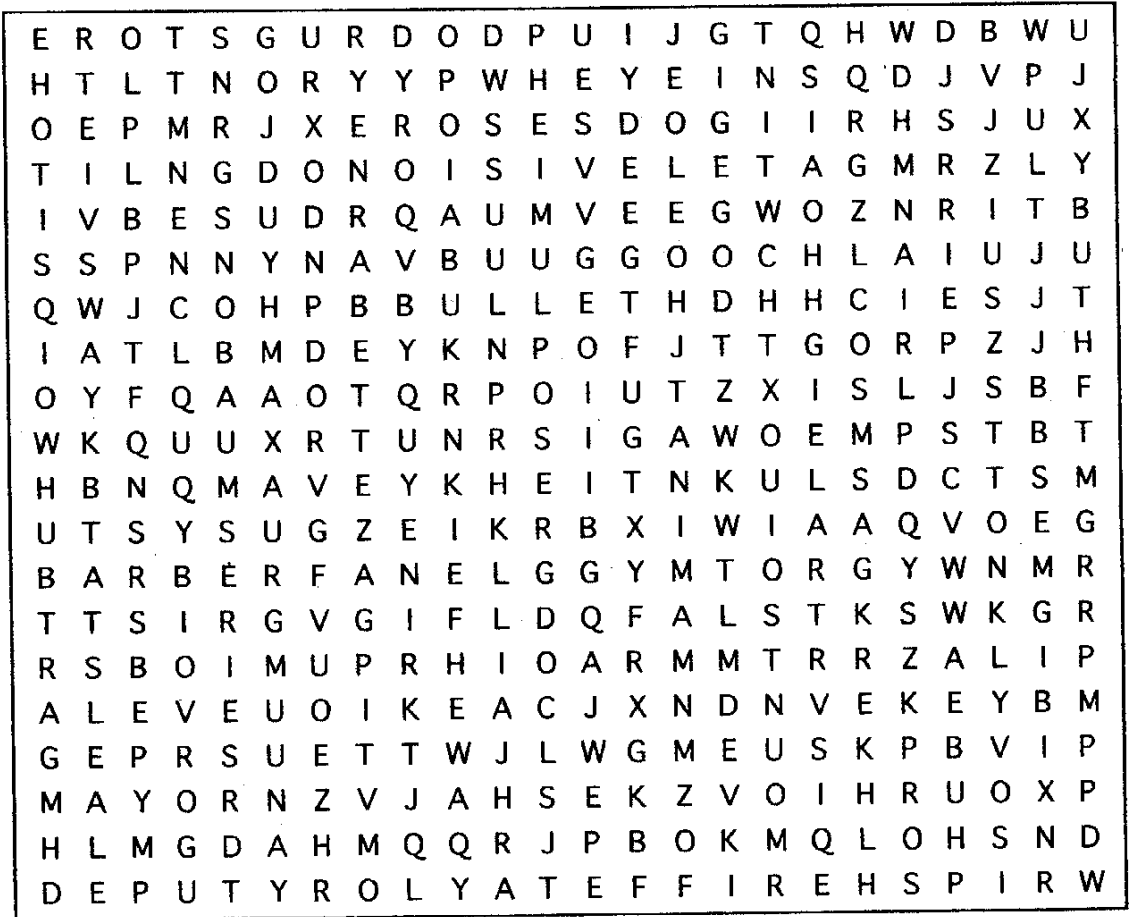 E R O T S G U R D O D P U I J G T Q H W D B W U
H T L T N O R Y Y P W H E Y E I N S Q D J V P J
O E P M R J X E R O S E S D O G I I R H S J U X
T I L N G D O N O I S I V E L E T A G M R Z L Y
I V B E S U D R Q A U M V E E G W O Z N R I T B
S S P N N Y N A V B U U G G O O C H L A I U J U
Q W J C O H P B B U L L E T H D H H C I E S J T
I A T L B M D E Y K N P O F J T T G O R P Z J H
O Y F Q A A O T Q R P O I U T Z X I S L J S B F
W K Q U U X R T U N R S I G A W O E M P S T B T
H B N Q M A V E Y K H E I T N K U L S D C T S M
U T S Y S U G Z E I K R B X I W I A A Q V O E G
B A R B E R F A N E L G G Y M T O R G Y W N M R
T T S I R G V G I F L D Q F A L S T K S W K G R
R S B O I M U P R H I O A R M M T R R Z A L I P
A L E V E U O I K E A C J X N D N V E K E Y B M
G E P R S U E T T W J L W G M E U S K P B V I P
M A Y O R N Z V J A H S E K Z V O I H R U O X P
H L M G D A H M Q Q R J P B O K M Q L O H S N D
D E P U T Y R O L Y A T E F F I R E H S P I R W